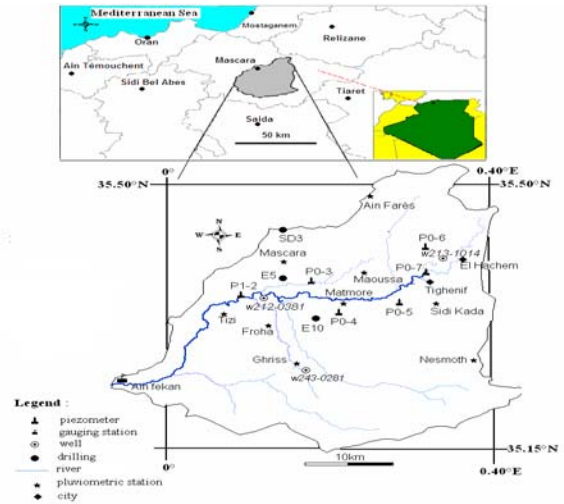 Mediterranean Sea
Mostaganem
Oran
Relizane
Ain Témouchent
Mascara
Sidi Bel Abes
Tiaret
Saida
50 km
0°
0.40°E
35.50°N
35.50°N
Ain Farès
N
W
E
S
SD3
P0-6
w213-1014
Mascara
El Hachem
E5
P0-3
P0-7
Maoussa
P1-2
Matmore
Tighenif
w212-0381
P0-5
Tizi
P0-4
Sidi Kada
Froha
E10
Ghriss
Nesmoth
w243-0281
Ain fekan
Legend :
piezometer
gauging station
well
drilling
river
pluviometric station
city
35.15°N
0°
10km
0.40°E